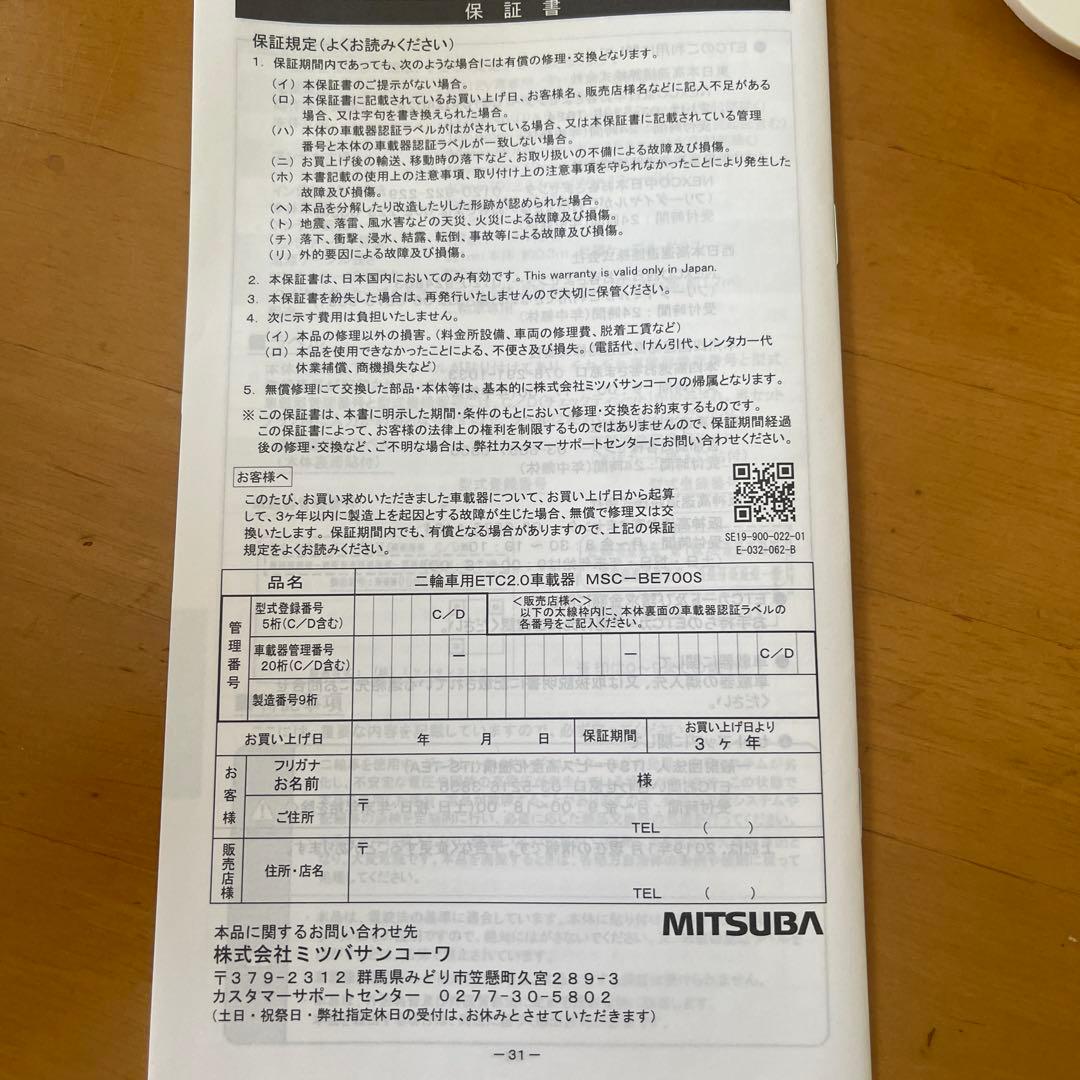 保証書
保証規定(よくお読みください)
1. 保証期間内であっても、次のような場合には有償の修理・交換となります。
(イ) 本保証書のご提示がない場合。
(ロ) 本保証書に記載されているお買い上げ日、お客様名、販売店様名などに記入不足がある
場合、又は字句を書き換えられた場合。
(ハ) 本体の車載器認証ラベルがはがされている場合、又は本保証書に記載されている管理
番号と本体の車載器認証ラベルが一致しない場合。
(ニ) お買上げ後の輸送、移動時の落下など、お取り扱いの不備による故障及び損傷。
(ホ) 本書記載の使用上の注意事項、取り付け上の注意事項を守られなかったことにより発生した
故障及び損傷。
(ヘ) 本品を分解したり改造したりした形跡が認められた場合。
(ト) 地震、落雷、風水害などの天災、火災による故障及び損傷。
(チ) 落下、衝撃、浸水、結露、転倒、事故等による故障及び損傷。
(リ) 外的要因による故障及び損傷。
2. 本保証書は、日本国内においてのみ有効です。This warranty is valid only in Japan.
3. 本保証書を紛失した場合は、再発行いたしませんので大切に保管ください。
4. 次に示す費用は負担いたしません。
(イ) 本品の修理以外の損害。(料金所設備、車両の修理費、脱着工賃など)
(ロ) 本品を使用できなかったことによる、不便さ及び損失。(電話代、けん引代、レンタカー代
休業補償、商機損失など)
5. 無償修理にて交換した部品・本体等は、基本的に株式会社ミツバサンコーワの帰属となります。
※ この保証書は、本書に明示した期間・条件のもとにおいて修理・交換をお約束するものです。
この保証書によって、お客様の法律上の権利を制限するものではありませんので、保証期間経過
後の修理・交換など、ご不明な場合は、弊社カスタマーサポートセンターにお問い合わせください。
お客様へ
このたび、お買い求めいただきました車載器について、お買い上げ日から起算
して、3ヶ年以内に製造上を起因とする故障が生じた場合、無償で修理又は交
換いたします。保証期間内でも、有償となる場合がありますので、上記の保証
規定をよくお読みください。
SE19-900-022-01
E-032-062-B
品名 二輪車用ETC2.0車載器 MSC-BE700S
管理番号
型式登録番号
5桁(C/D含む)
C/D
<販売店様へ>
以下の太線枠内に、本体裏面の車載器認証ラベルの
各番号をご記入ください。
車載器管理番号
20桁(C/D含む)
- - C/D
製造番号9桁
お買い上げ日 年 月 日 保証期間 お買い上げ日より
3ヶ年
お客様
フリガナ
お名前 様
ご住所 〒
TEL ( )
販売店様
住所・店名 〒
TEL ( )
本品に関するお問い合わせ先
MITSUBA
株式会社ミツバサンコーワ
〒379-2312 群馬県みどり市笠懸町久宮289-3
カスタマーサポートセンター 0277-30-5802
(土日・祝祭日・弊社指定休日の受付は、お休みとさせていただきます)
-31-